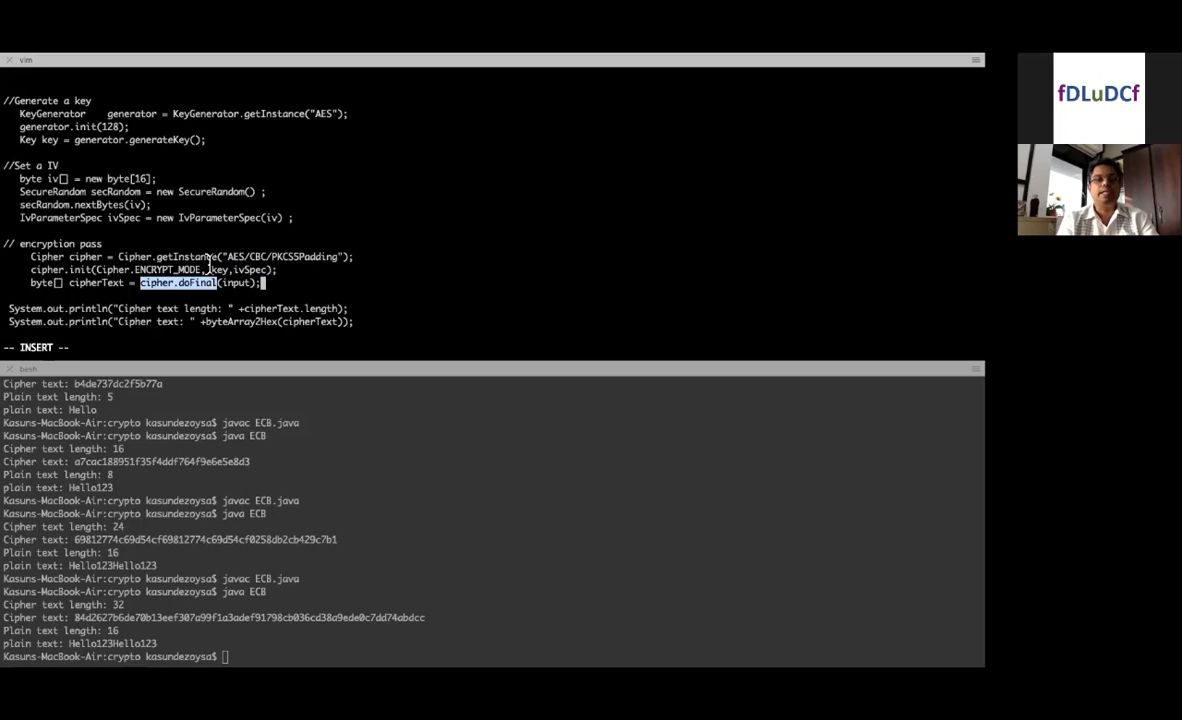 vim
//Generate a key
KeyGenerator generator = KeyGenerator.getInstance("AES");
generator.init(128);
Key key = generator.generateKey();
//Set a IV
byte iv[] = new byte[16];
SecureRandom secRandom = new SecureRandom() ;
secRandom.nextBytes(iv);
IvParameterSpec ivSpec = new IvParameterSpec(iv) ;
// encryption pass
Cipher cipher = Cipher.getInstance("AES/CBC/PKCS5Padding");
cipher.init(Cipher.ENCRYPT_MODE, key,ivSpec);
byte[] cipherText = cipher.doFinal(input);
System.out.println("Cipher text length: " +cipherText.length);
System.out.println("Cipher text: " +byteArray2Hex(cipherText));
-- INSERT --
bash
Cipher text: b4de737dc2f5b77a
Plain text length: 5
plain text: Hello
Kasuns-MacBook-Air:crypto kasundezoysa$ javac ECB.java
Kasuns-MacBook-Air:crypto kasundezoysa$ java ECB
Cipher text length: 16
Cipher text: a7cac188951f35f4ddf764f9e6e5e8d3
Plain text length: 8
plain text: Hello123
Kasuns-MacBook-Air:crypto kasundezoysa$ javac ECB.java
Kasuns-MacBook-Air:crypto kasundezoysa$ java ECB
Cipher text length: 24
Cipher text: 69812774c69d54cf69812774c69d54cf0258db2cb429c7b1
Plain text length: 16
plain text: Hello123Hello123
Kasuns-MacBook-Air:crypto kasundezoysa$ javac ECB.java
Kasuns-MacBook-Air:crypto kasundezoysa$ java ECB
Cipher text length: 32
Cipher text: 84d2627b6de70b13eef307a99f1a3adef91798cb036cd38a9ede0c7dd74abdcc
Plain text length: 16
plain text: Hello123Hello123
Kasuns-MacBook-Air:crypto kasundezoysa$
fDLuDCf